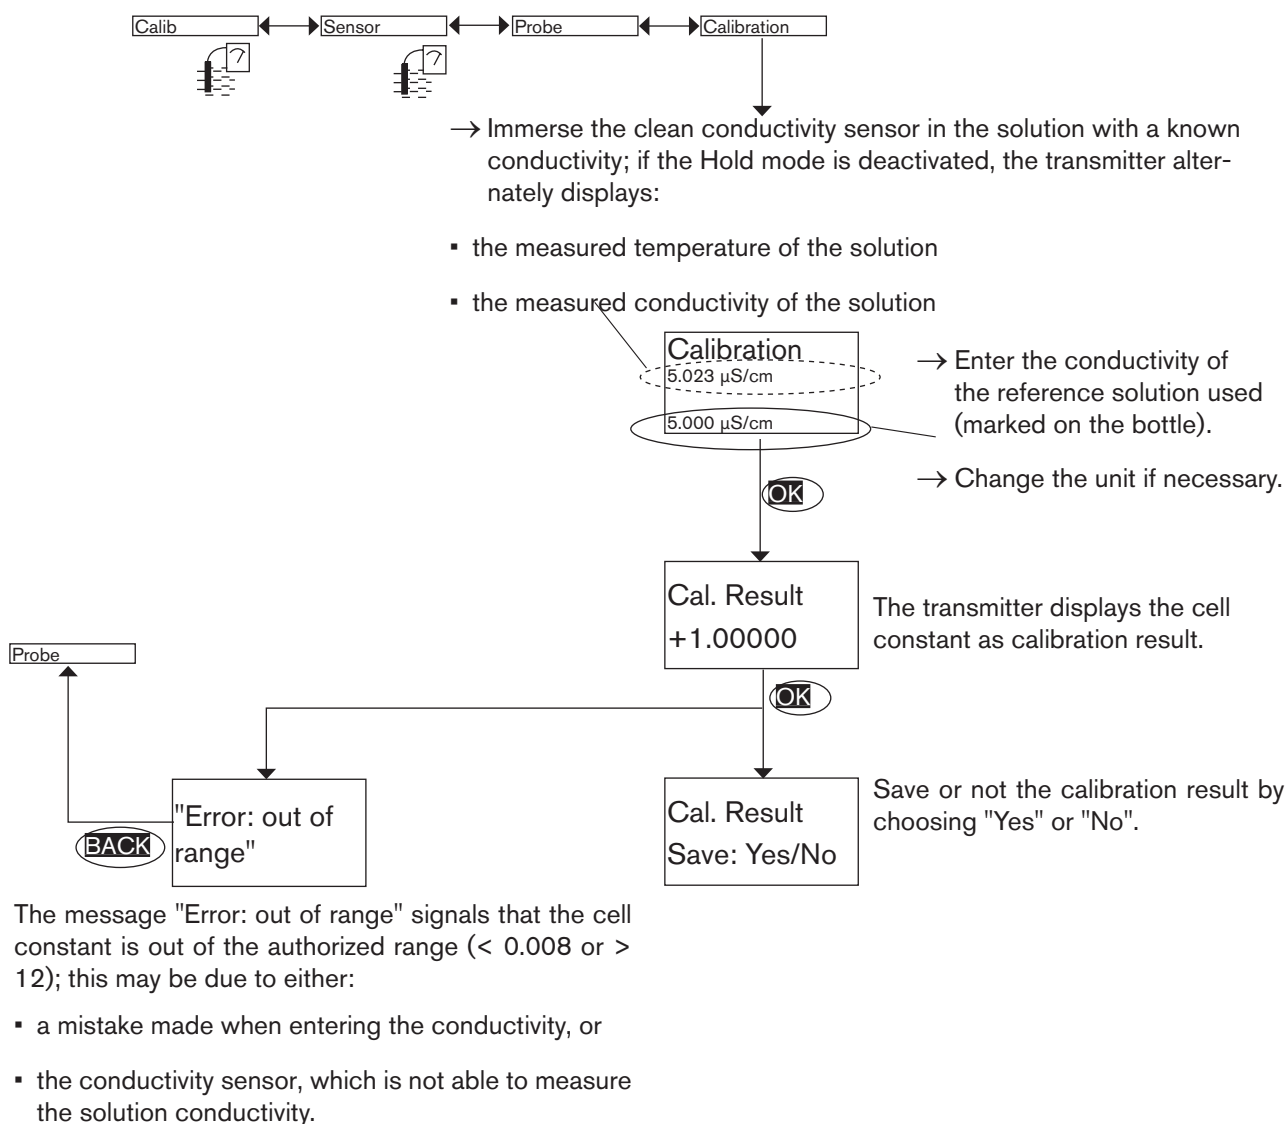 Calib
Sensor
Probe
Calibration
→ Immerse the clean conductivity sensor in the solution with a known
conductivity; if the Hold mode is deactivated, the transmitter alter-
nately displays:
▪ the measured temperature of the solution
▪ the measured conductivity of the solution
Calibration
5.023 µS/cm
5.000 µS/cm
→ Enter the conductivity of
the reference solution used
(marked on the bottle).
→ Change the unit if necessary.
OK
Cal. Result
+1.00000
The transmitter displays the cell
constant as calibration result.
OK
Probe
BACK
"Error: out of
range"
Cal. Result
Save: Yes/No
Save or not the calibration result by
choosing "Yes" or "No".
The message "Error: out of range" signals that the cell
constant is out of the authorized range (< 0.008 or >
12); this may be due to either:
▪ a mistake made when entering the conductivity, or
▪ the conductivity sensor, which is not able to measure
the solution conductivity.